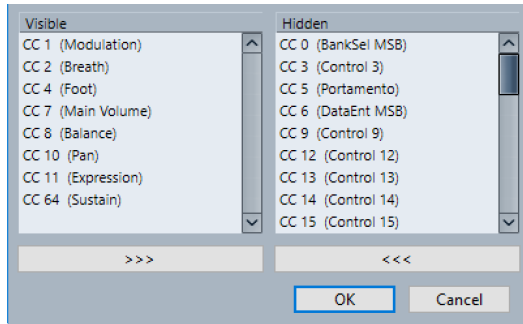 Visible
CC 1 (Modulation)
CC 2 (Breath)
CC 4 (Foot)
CC 7 (Main Volume)
CC 8 (Balance)
CC 10 (Pan)
CC 11 (Expression)
CC 64 (Sustain)
>>>
Hidden
CC 0 (BankSel MSB)
CC 3 (Control 3)
CC 5 (Portamento)
CC 6 (DataEnt MSB)
CC 9 (Control 9)
CC 12 (Control 12)
CC 13 (Control 13)
CC 14 (Control 14)
CC 15 (Control 15)
<<<
OK
Cancel